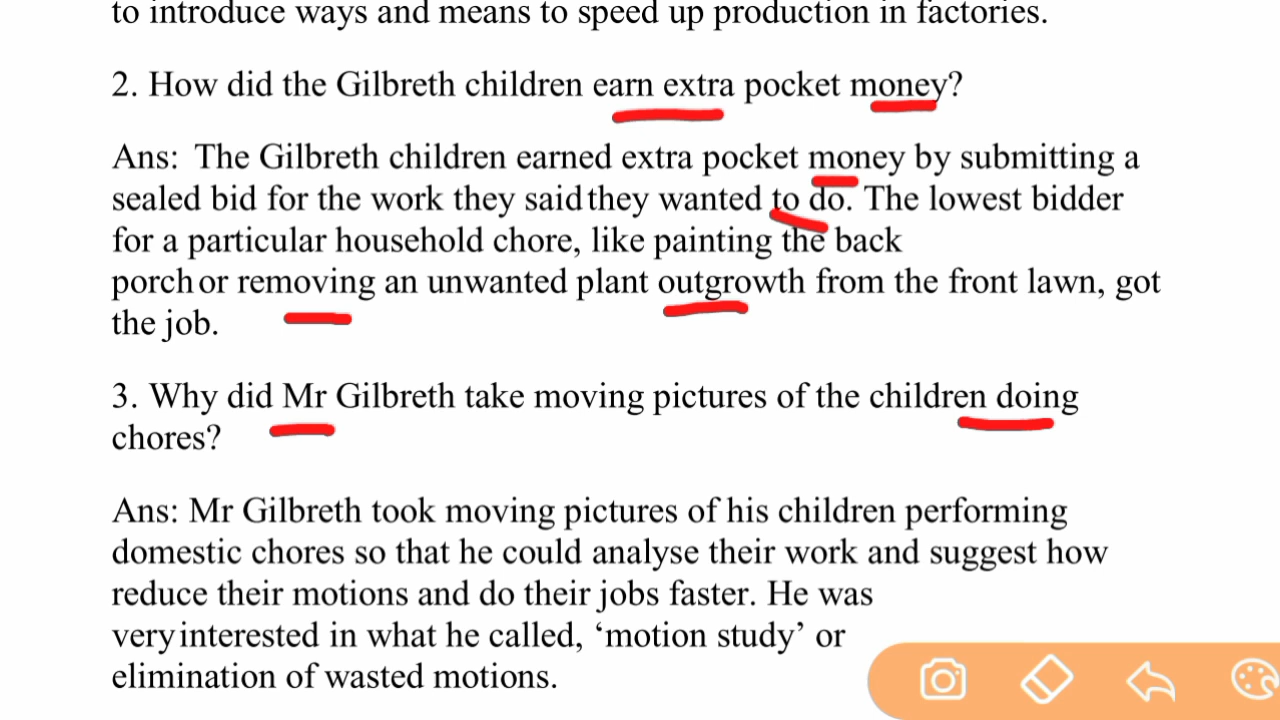 to introduce ways and means to speed up production in factories.
2. How did the Gilbreth children earn extra pocket money?
Ans: The Gilbreth children earned extra pocket money by submitting a
sealed bid for the work they said they wanted to do. The lowest bidder
for a particular household chore, like painting the back
porch or removing an unwanted plant outgrowth from the front lawn, got
the job.
3. Why did Mr Gilbreth take moving pictures of the children doing
chores?
Ans: Mr Gilbreth took moving pictures of his children performing
domestic chores so that he could analyse their work and suggest how
reduce their motions and do their jobs faster. He was
very interested in what he called, ‘motion study’ or
elimination of wasted motions.